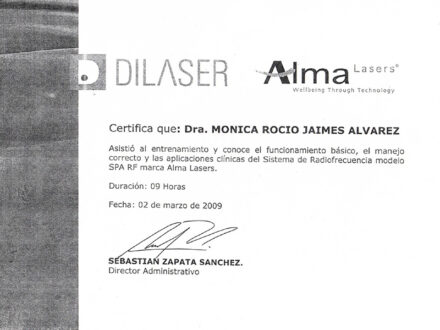 DILASER
Alma Lasers®
Wellbeing Through Technology
Certifica que: Dra. MONICA ROCIO JAIMES ALVAREZ
Asistió al entrenamiento y conoce el funcionamiento básico, el manejo
correcto y las aplicaciones clínicas del Sistema de Radiofrecuencia modelo
SPA RF marca Alma Lasers.
Duración: 09 Horas
Fecha: 02 de marzo de 2009
SEBASTIAN ZAPATA SANCHEZ.
Director Administrativo